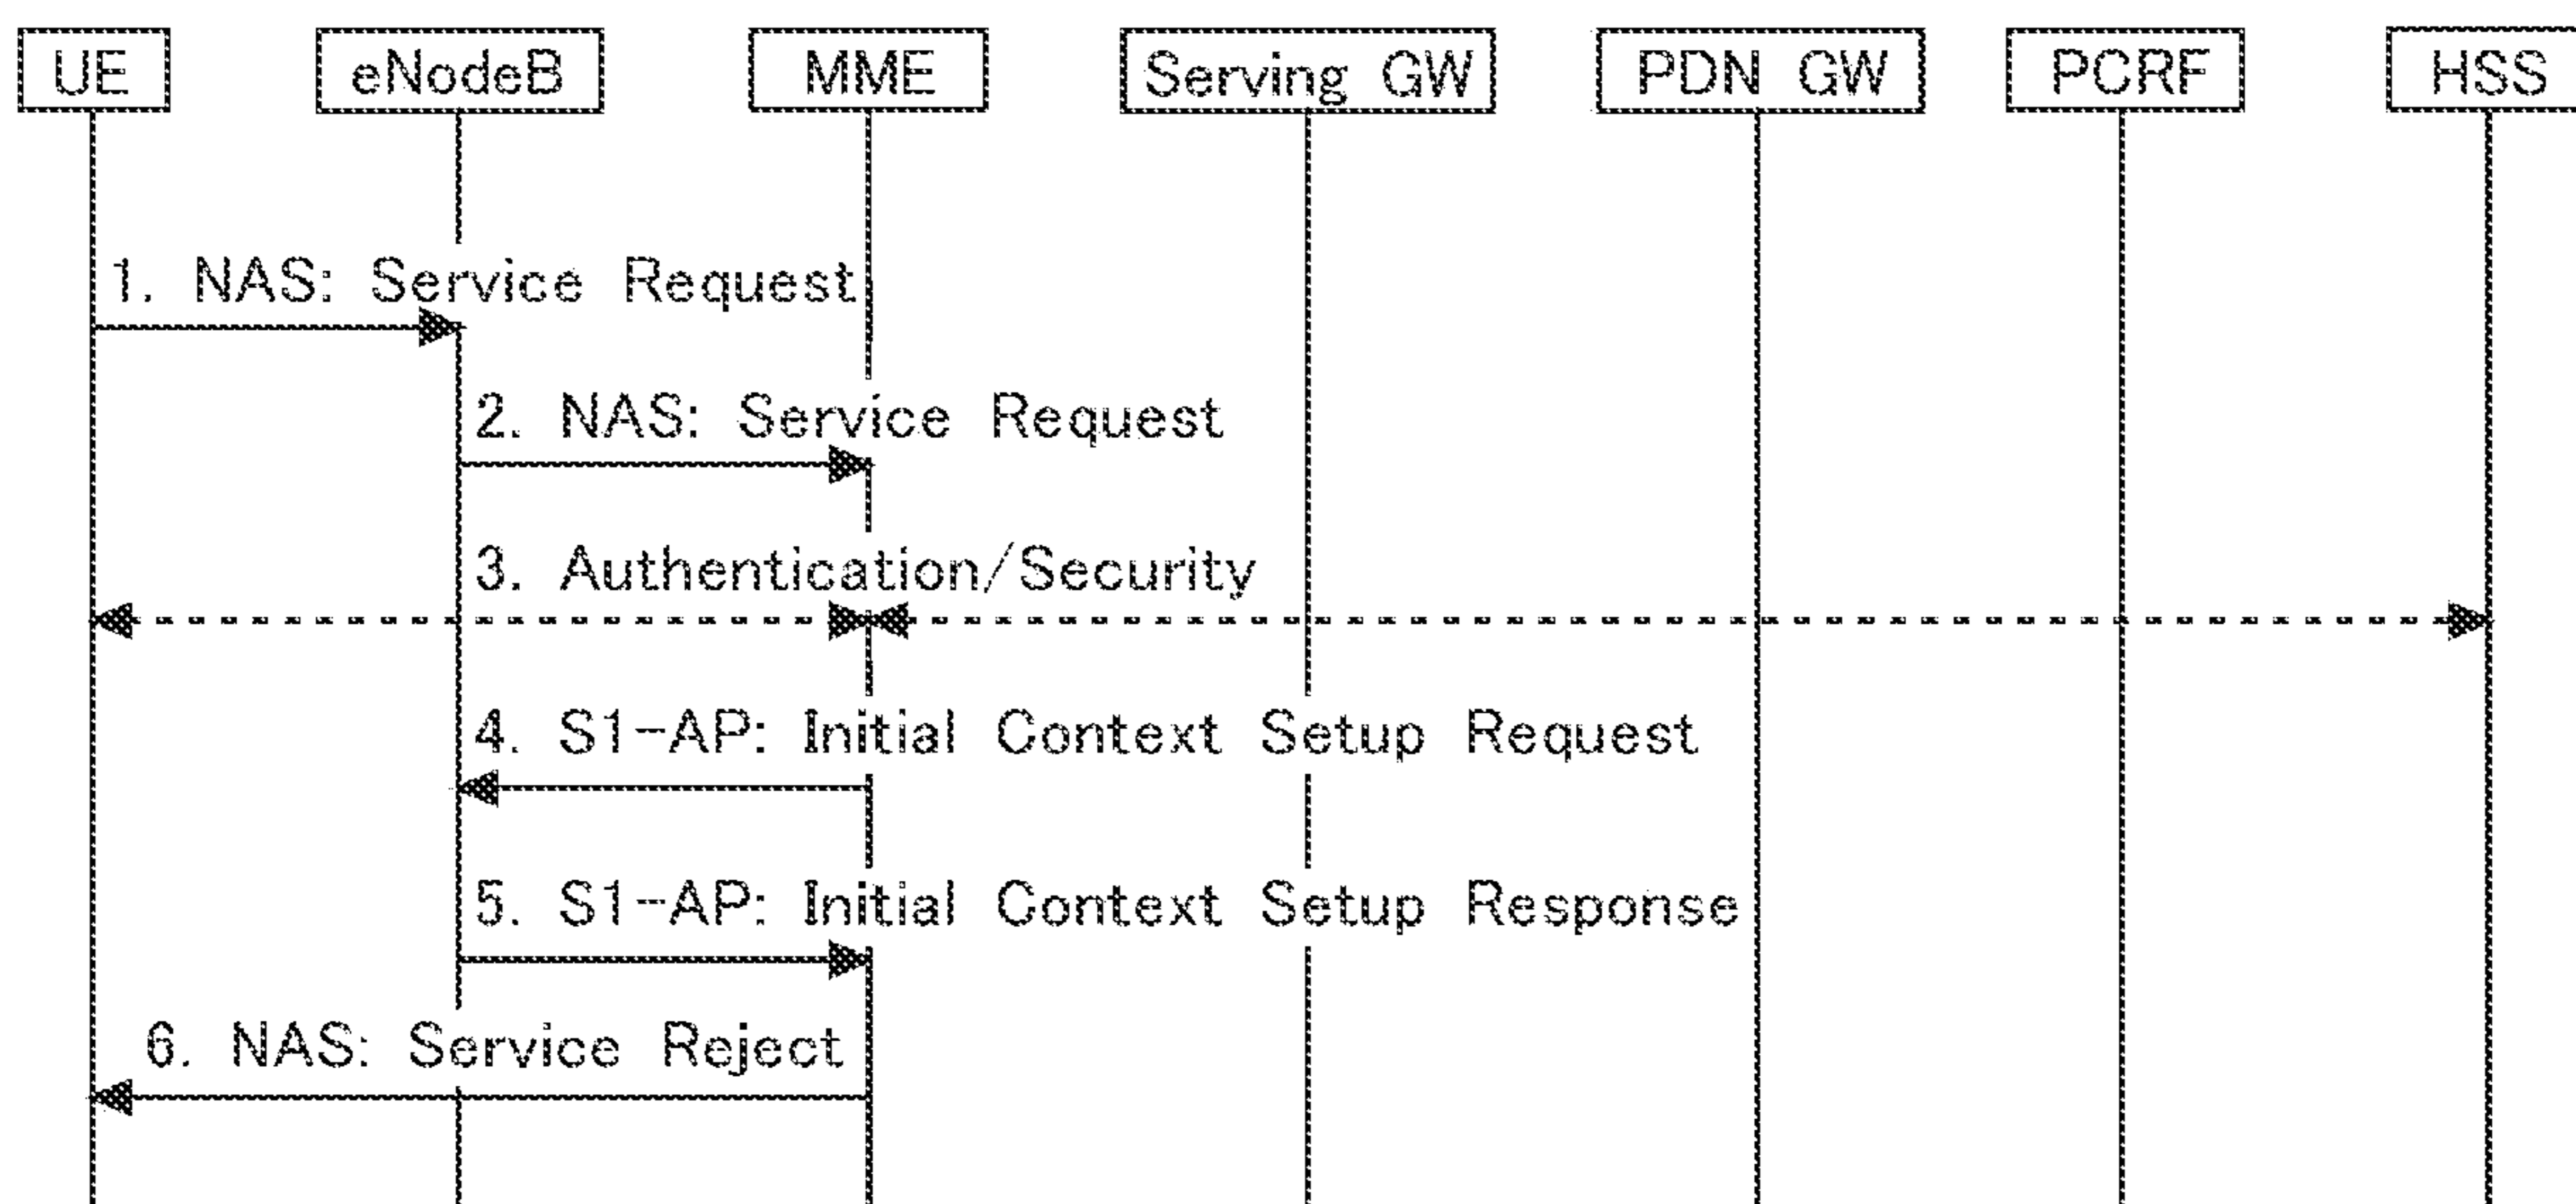 UE eNodeB MME Serving GW PDN GW PCRF HSS
1. NAS: Service Request
2. NAS: Service Request
3. Authentication/Security
4. S1-AP: Initial Context Setup Request
5. S1-AP: Initial Context Setup Response
6. NAS: Service Reject